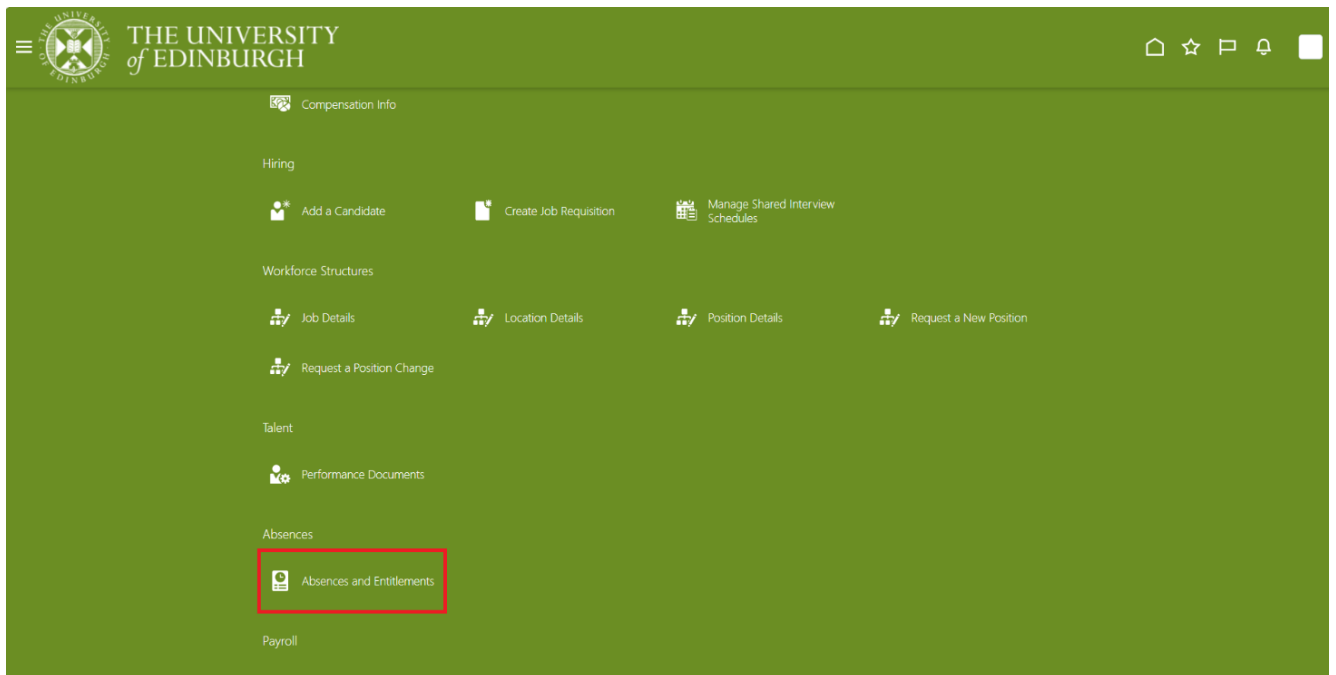 THE UNIVERSITY
of EDINBURGH
Compensation Info
Hiring
Add a Candidate
Create Job Requisition
Manage Shared Interview
Schedules
Workforce Structures
Job Details
Location Details
Position Details
Request a New Position
Request a Position Change
Talent
Performance Documents
Absences
Absences and Entitlements
Payroll